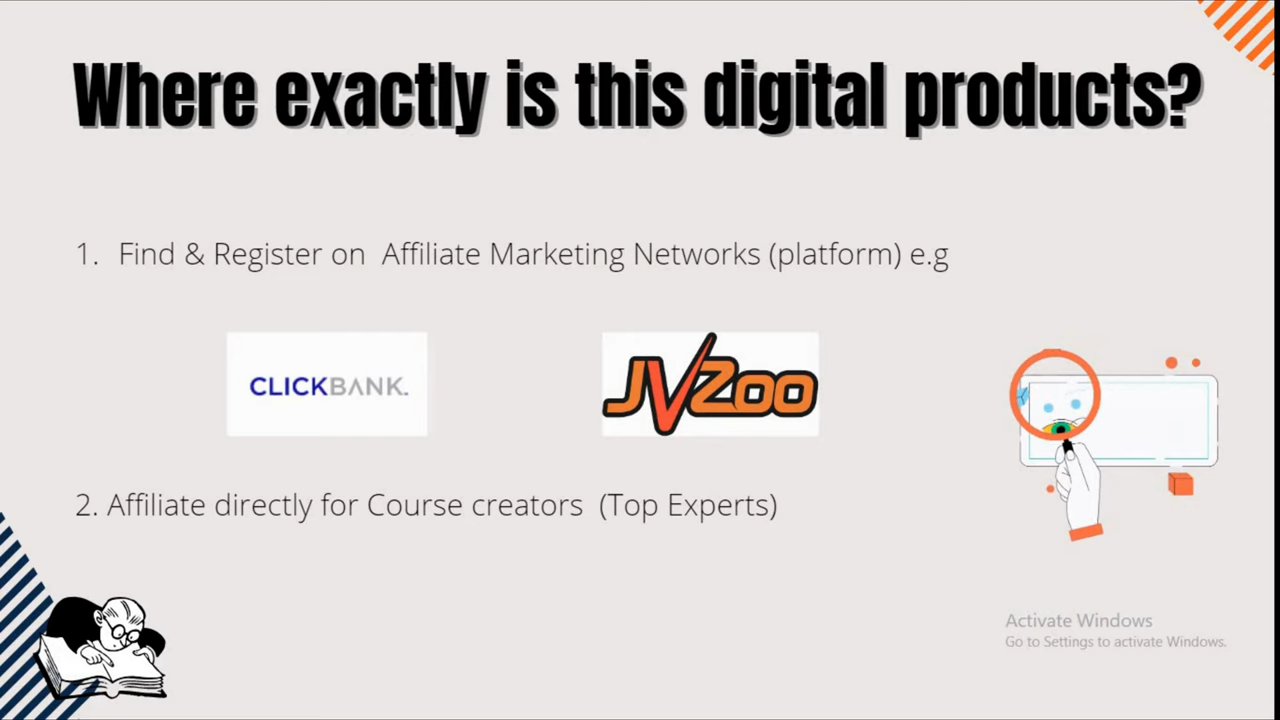 Where exactly is this digital products?
1. Find & Register on Affiliate Marketing Networks (platform) e.g
CLICKBANK.
JVZoo
2. Affiliate directly for Course creators (Top Experts)
Activate Windows
Go to Settings to activate Windows.